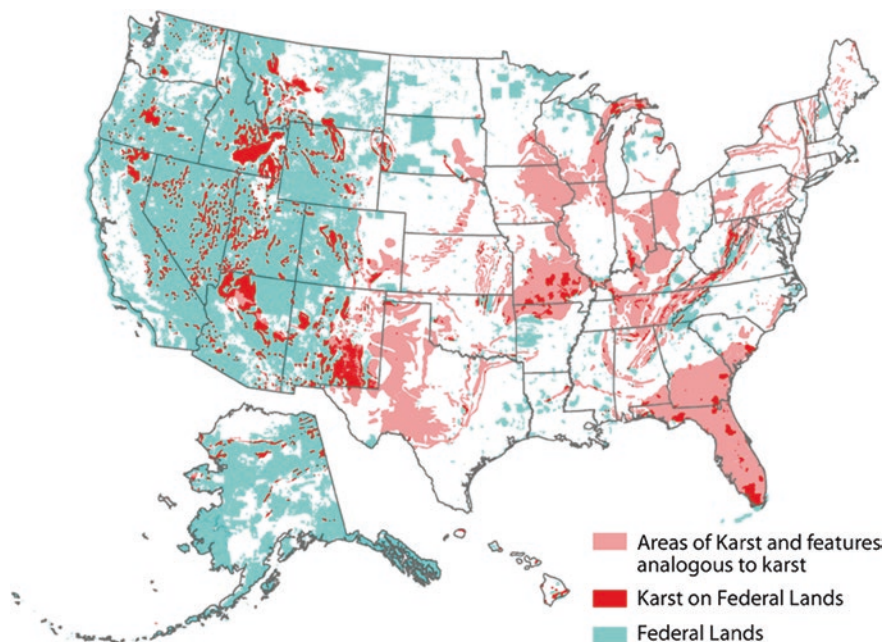 Areas of Karst and features
analogous to karst
Karst on Federal Lands
Federal Lands